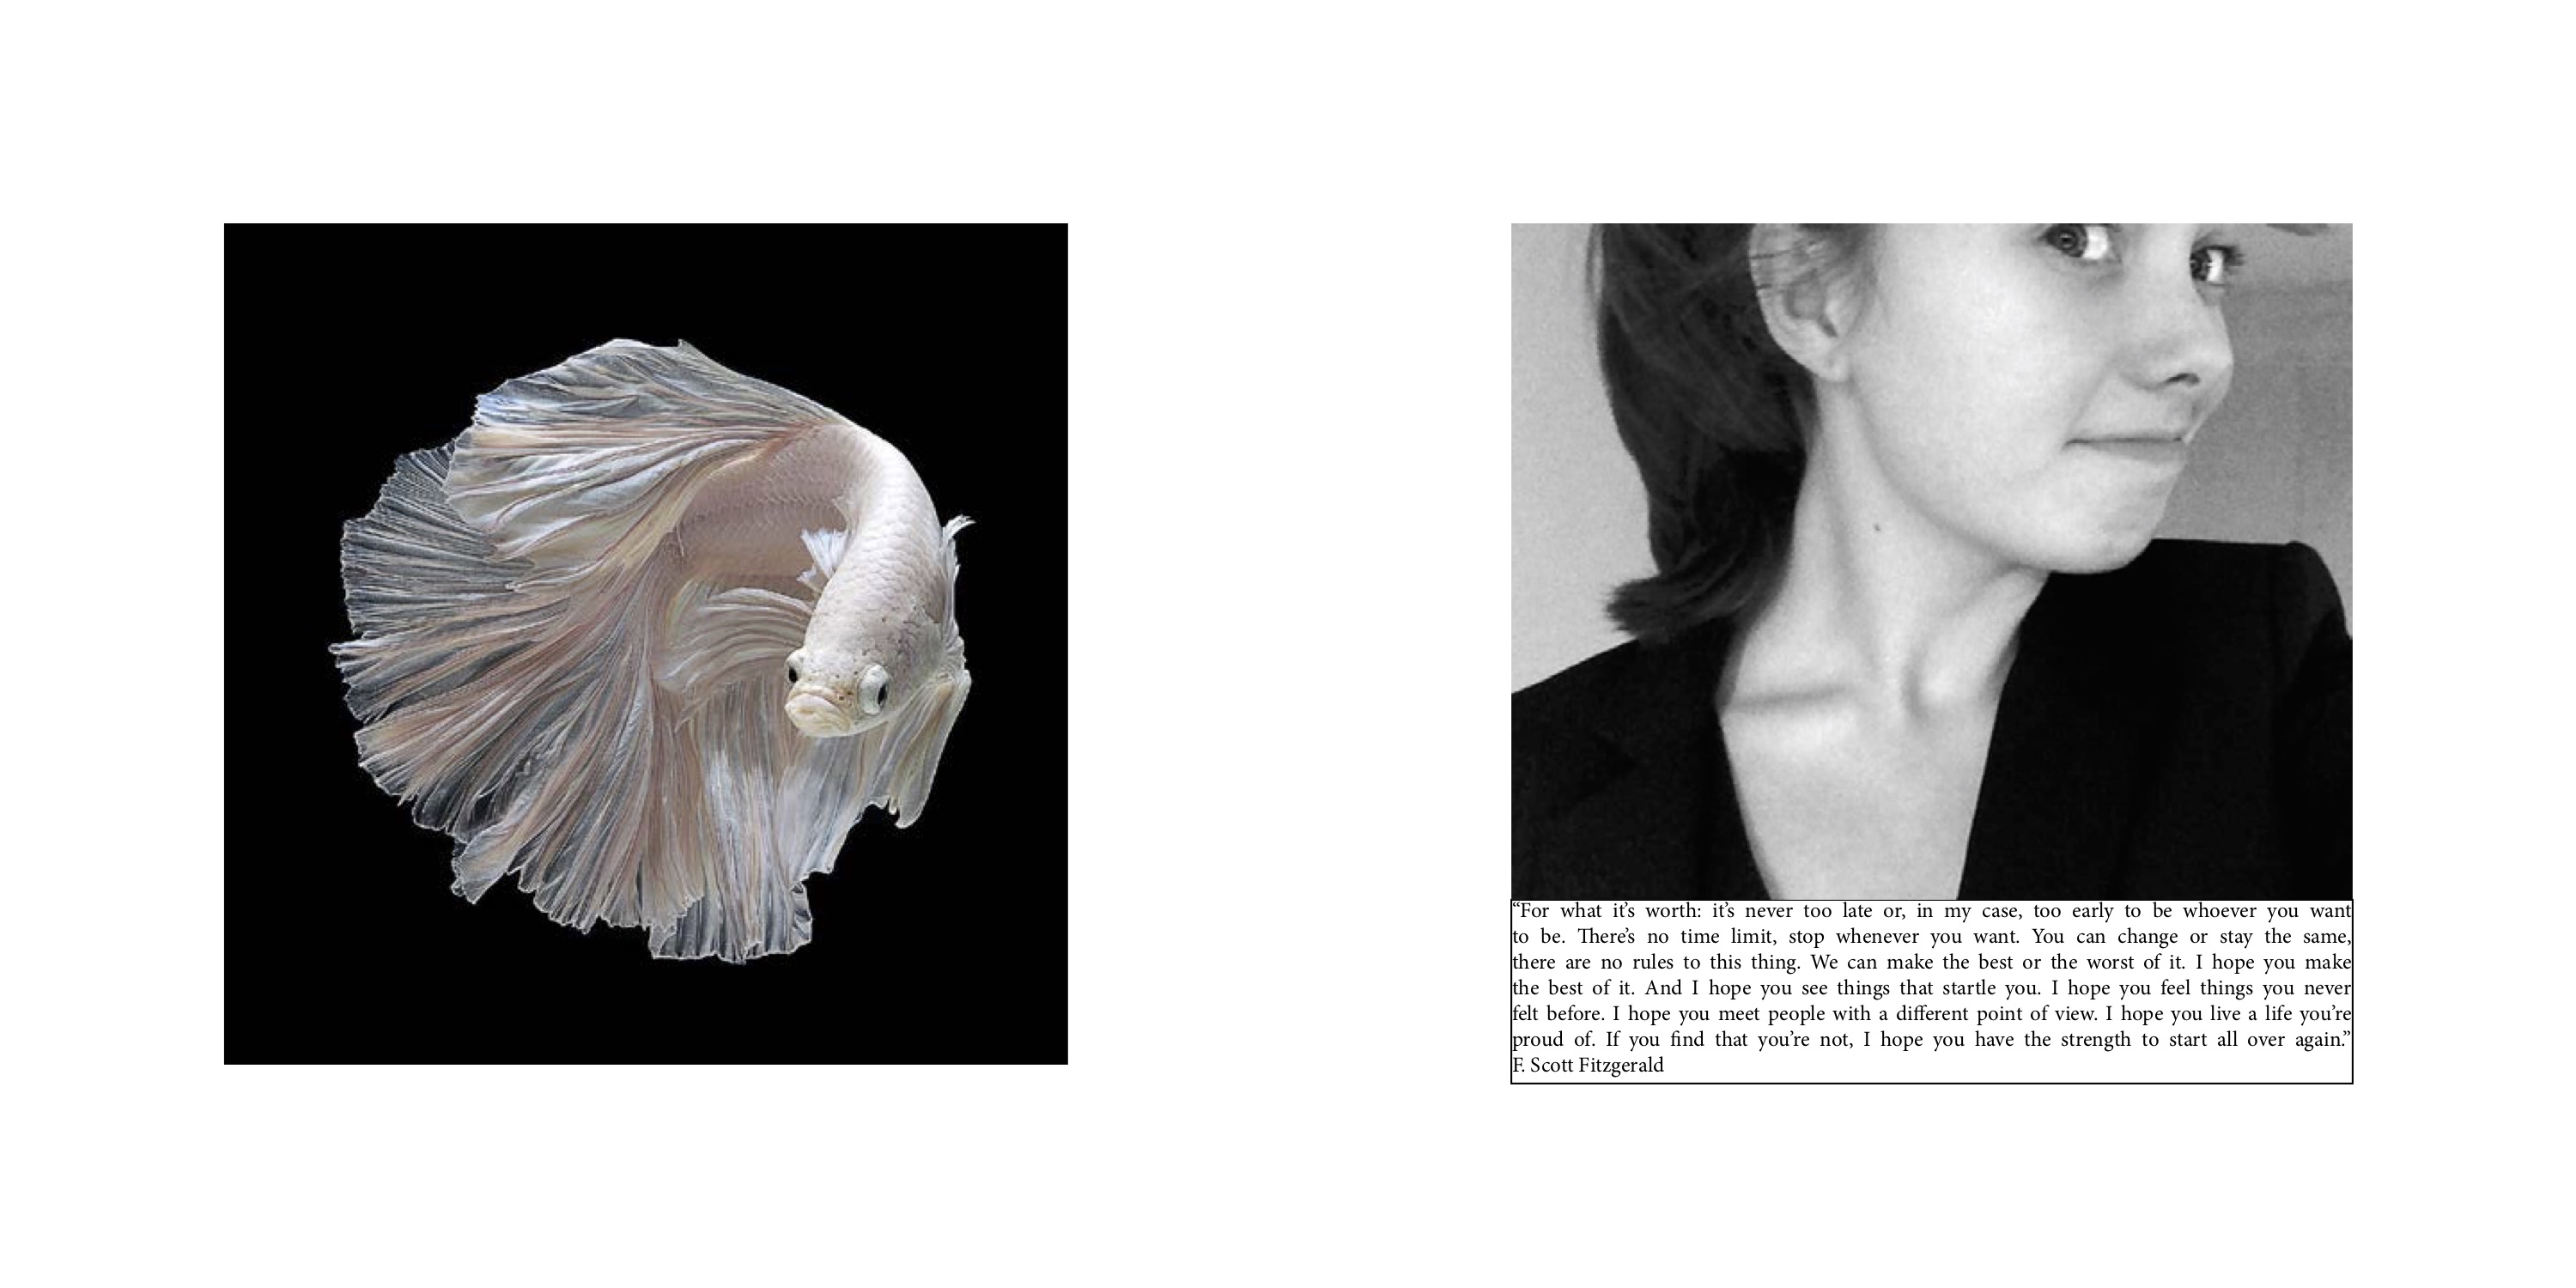 “For what it’s worth: it’s never too late or, in my case, too early to be whoever you want
to be. There’s no time limit, stop whenever you want. You can change or stay the same,
there are no rules to this thing. We can make the best or the worst of it. I hope you make
the best of it. And I hope you see things that startle you. I hope you feel things you never
felt before. I hope you meet people with a different point of view. I hope you live a life you’re
proud of. If you find that you’re not, I hope you have the strength to start all over again.”
F. Scott Fitzgerald